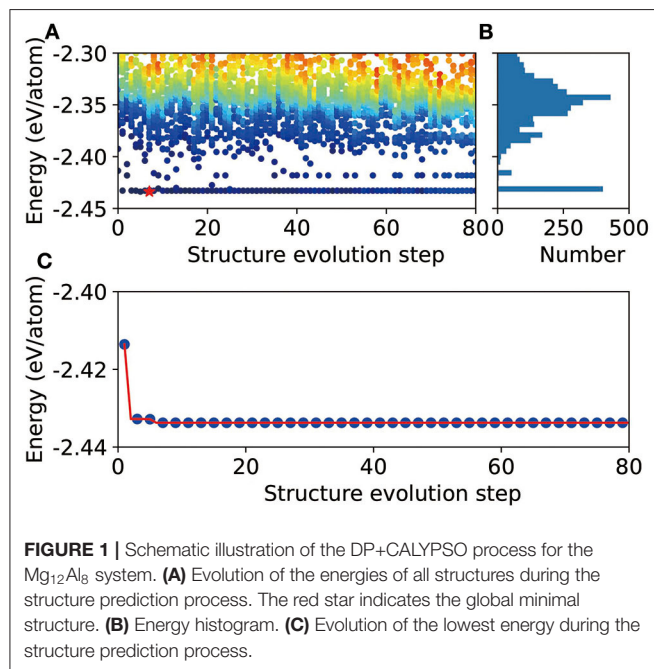 A
B
-2.30
-2.35
-2.40
-2.45
Energy (eV/atom)
0 20 40 60 80
Structure evolution step
0 250 500
Number
C
-2.40
-2.42
-2.44
Energy (eV/atom)
0 20 40 60 80
Structure evolution step
FIGURE 1 | Schematic illustration of the DP+CALYPSO process for the
Mg₁₂Al₈ system. (A) Evolution of the energies of all structures during the
structure prediction process. The red star indicates the global minimal
structure. (B) Energy histogram. (C) Evolution of the lowest energy during the
structure prediction process.